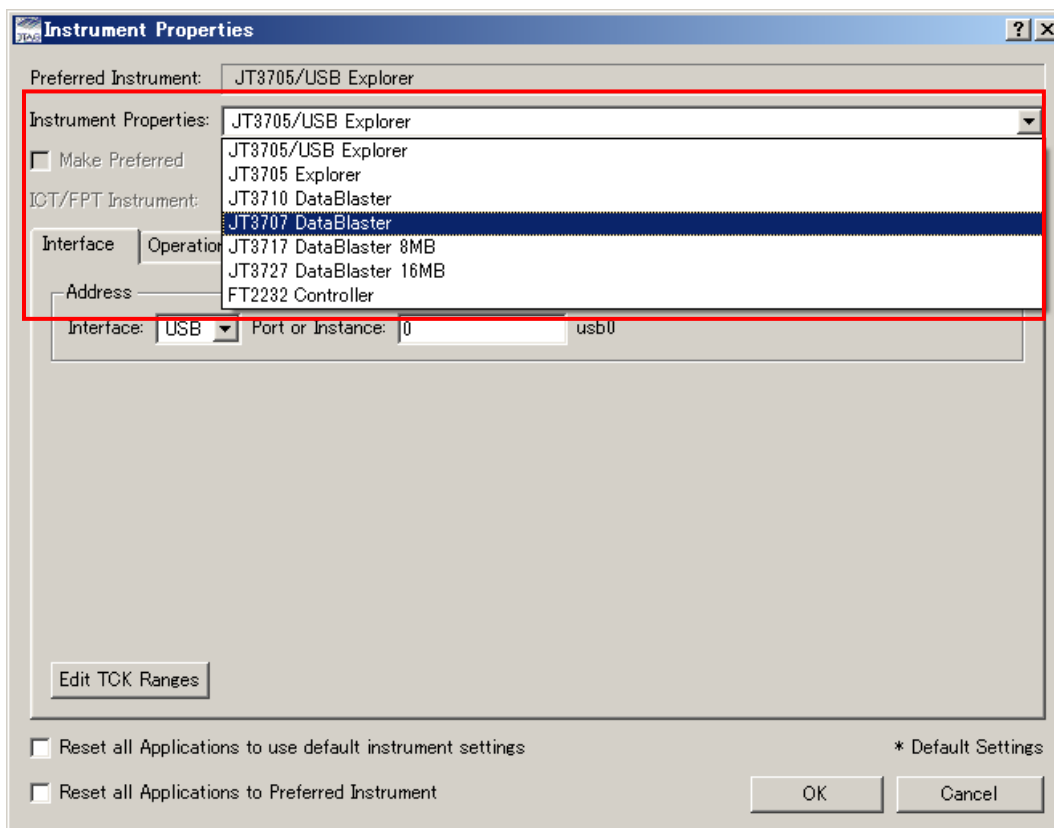 JTAG Instrument Properties
Preferred Instrument: JT3705/USB Explorer
Instrument Properties: JT3705/USB Explorer
JT3705/USB Explorer
Make Preferred
JT3705 Explorer
ICT/FPT Instrument:
JT3710 DataBlaster
JT3707 DataBlaster
Interface Operation
JT3717 DataBlaster 8MB
JT3727 DataBlaster 16MB
Address
FT2232 Controller
Interface: USB Port or Instance: 0 usb0
Edit TCK Ranges
Reset all Applications to use default instrument settings * Default Settings
Reset all Applications to Preferred Instrument OK Cancel